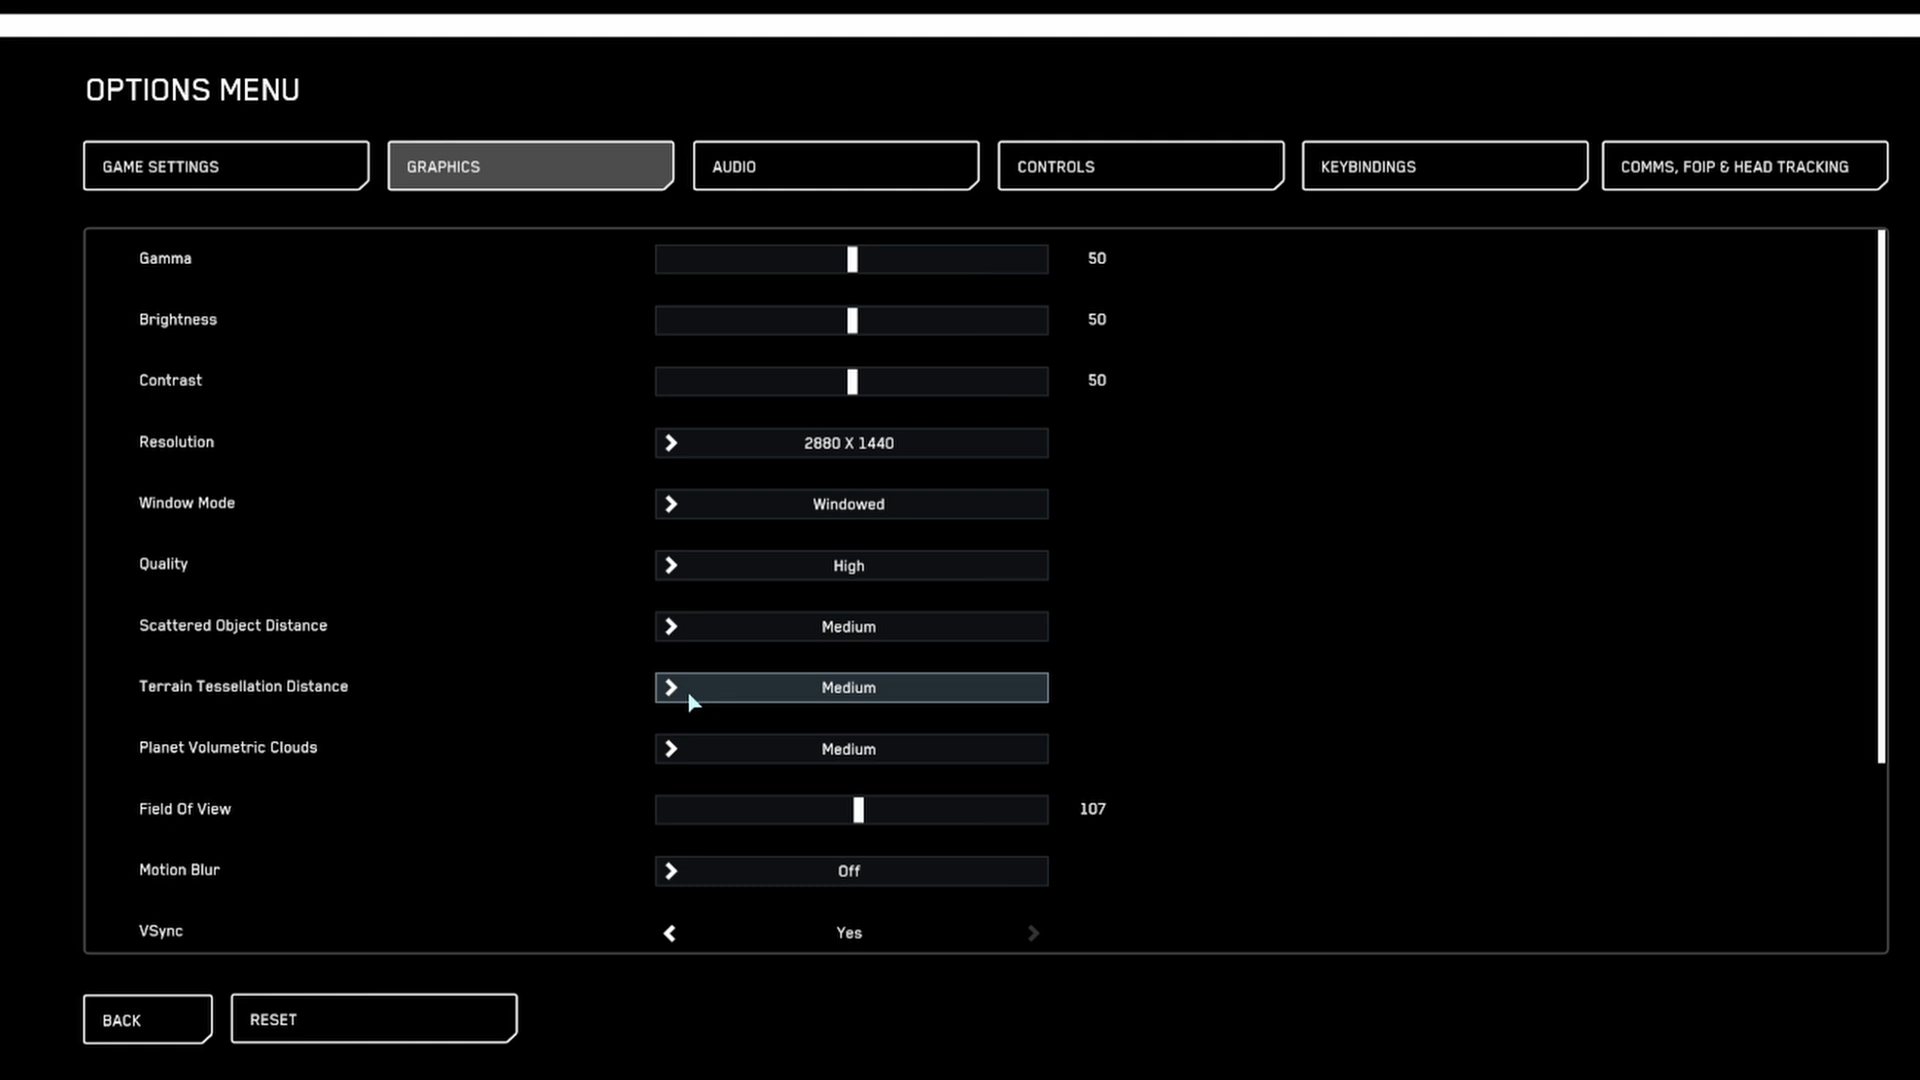 OPTIONS MENU
GAME SETTINGS
GRAPHICS
AUDIO
CONTROLS
KEYBINDINGS
COMMS, FOIP & HEAD TRACKING
Gamma 50
Brightness 50
Contrast 50
Resolution 2880 X 1440
Window Mode Windowed
Quality High
Scattered Object Distance Medium
Terrain Tessellation Distance Medium
Planet Volumetric Clouds Medium
Field Of View 107
Motion Blur Off
VSync Yes
BACK
RESET